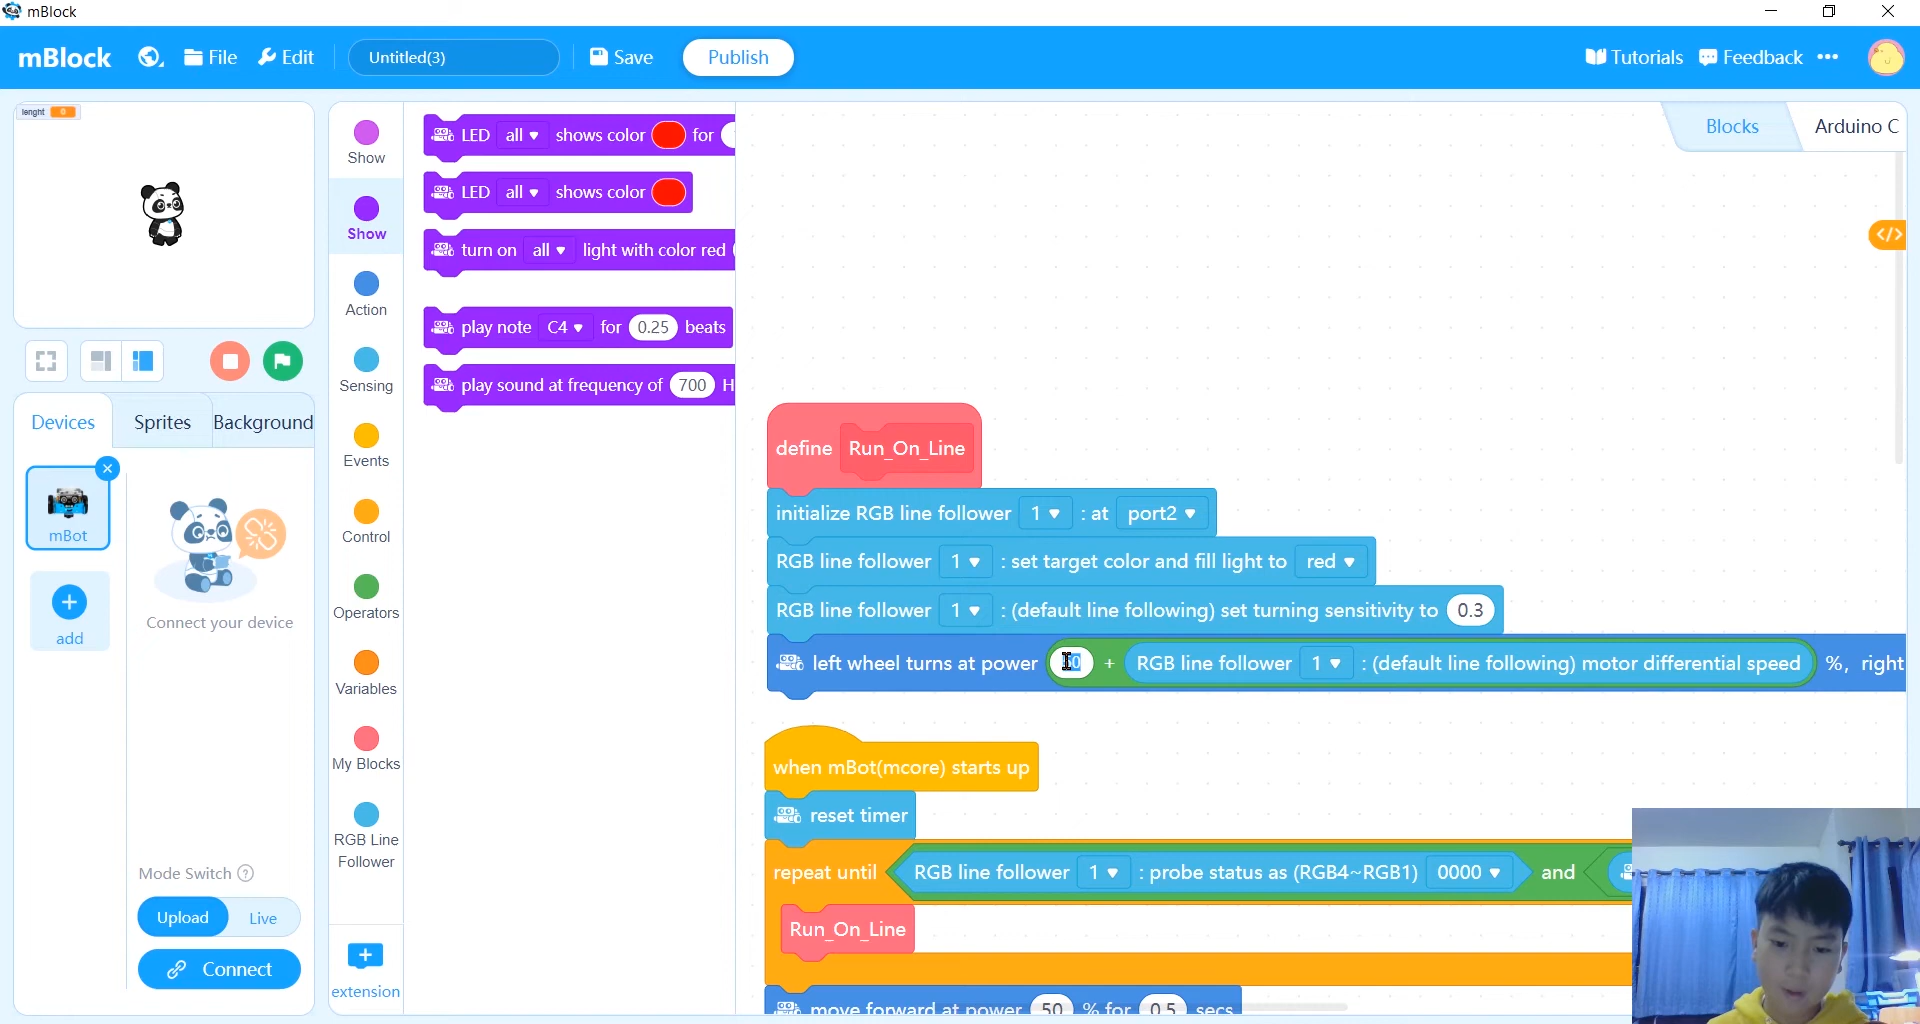 mBlock
mBlock File Edit Untitled(3) Save Publish Tutorials Feedback
lenght 0
Blocks Arduino C
Show
Show
Action
Sensing
Events
Control
Operators
Variables
My Blocks
RGB Line
Follower
extension
LED all shows color for
LED all shows color
turn on all light with color red
play note C4 for 0.25 beats
play sound at frequency of 700 H
Devices Sprites Background
mBot
add
Connect your device
Mode Switch ?
Upload Live
Connect
define Run_On_Line
initialize RGB line follower 1 : at port2
RGB line follower 1 : set target color and fill light to red
RGB line follower 1 : (default line following) set turning sensitivity to 0.3
left wheel turns at power + RGB line follower 1 : (default line following) motor differential speed %, right
when mBot(mcore) starts up
reset timer
repeat until RGB line follower 1 : probe status as (RGB4~RGB1) 0000 and
Run_On_Line
move forward at power 50 % for 0.5 secs